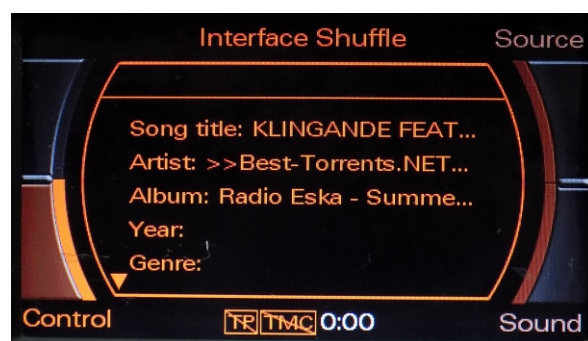 Interface Shuffle
Source
Song title: KLINGANDE FEAT...
Artist: >>Best-Torrents.NET...
Album: Radio Eska - Summe...
Year:
Genre:
Control
TP TMC 0:00
Sound